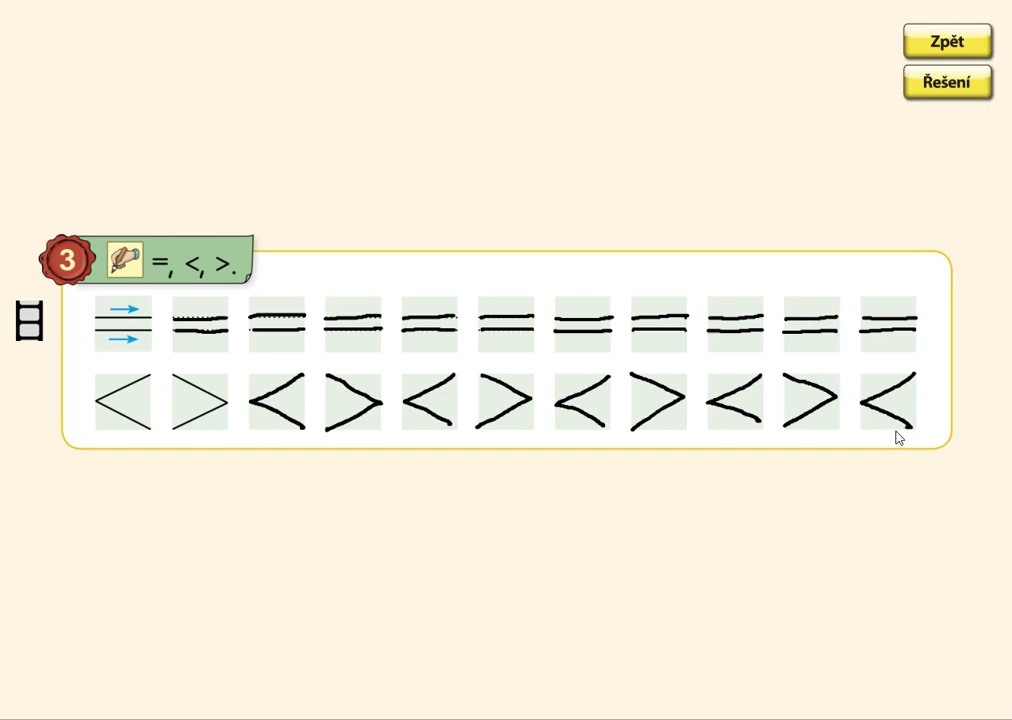 Zpět
Řešení
3 =, <, >.
= = = = = = = = = = =
< > < > < > < > < > <